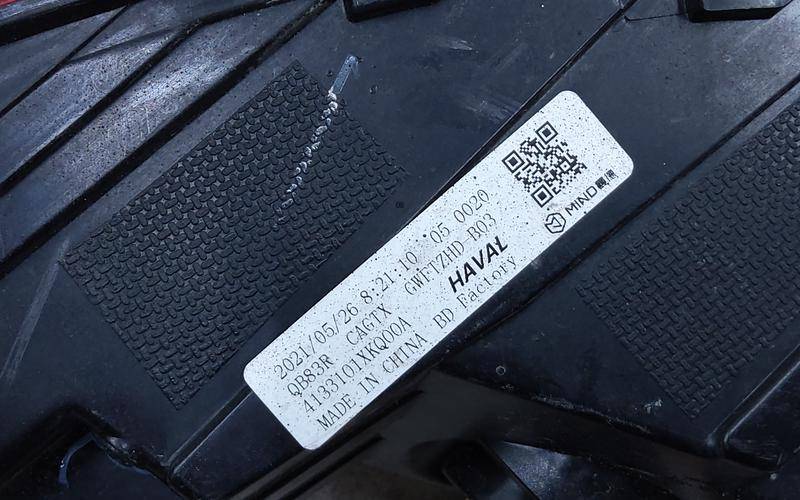 2021/05/26 8:21:10 05 0020
QB83R CAGTX GWFTZHD-B03
4133101XKQ00A HAVAL
MADE IN CHINA BD Factory
MIND